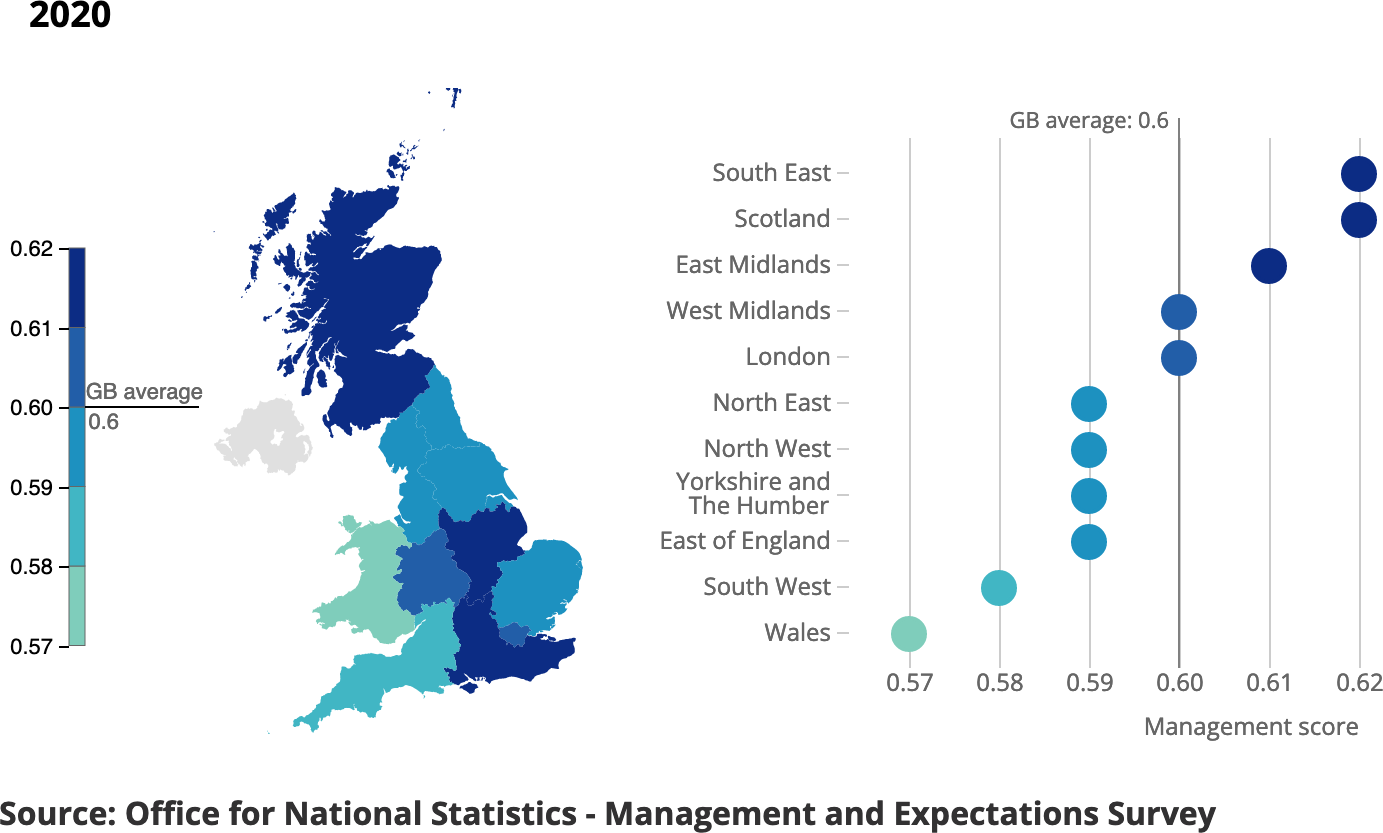 2020
0.62
0.61
0.60
0.59
0.58
0.57
GB average
0.6
GB average: 0.6
South East
Scotland
East Midlands
West Midlands
London
North East
North West
Yorkshire and
The Humber
East of England
South West
Wales
0.57 0.58 0.59 0.60 0.61 0.62
Management score
Source: Office for National Statistics - Management and Expectations Survey